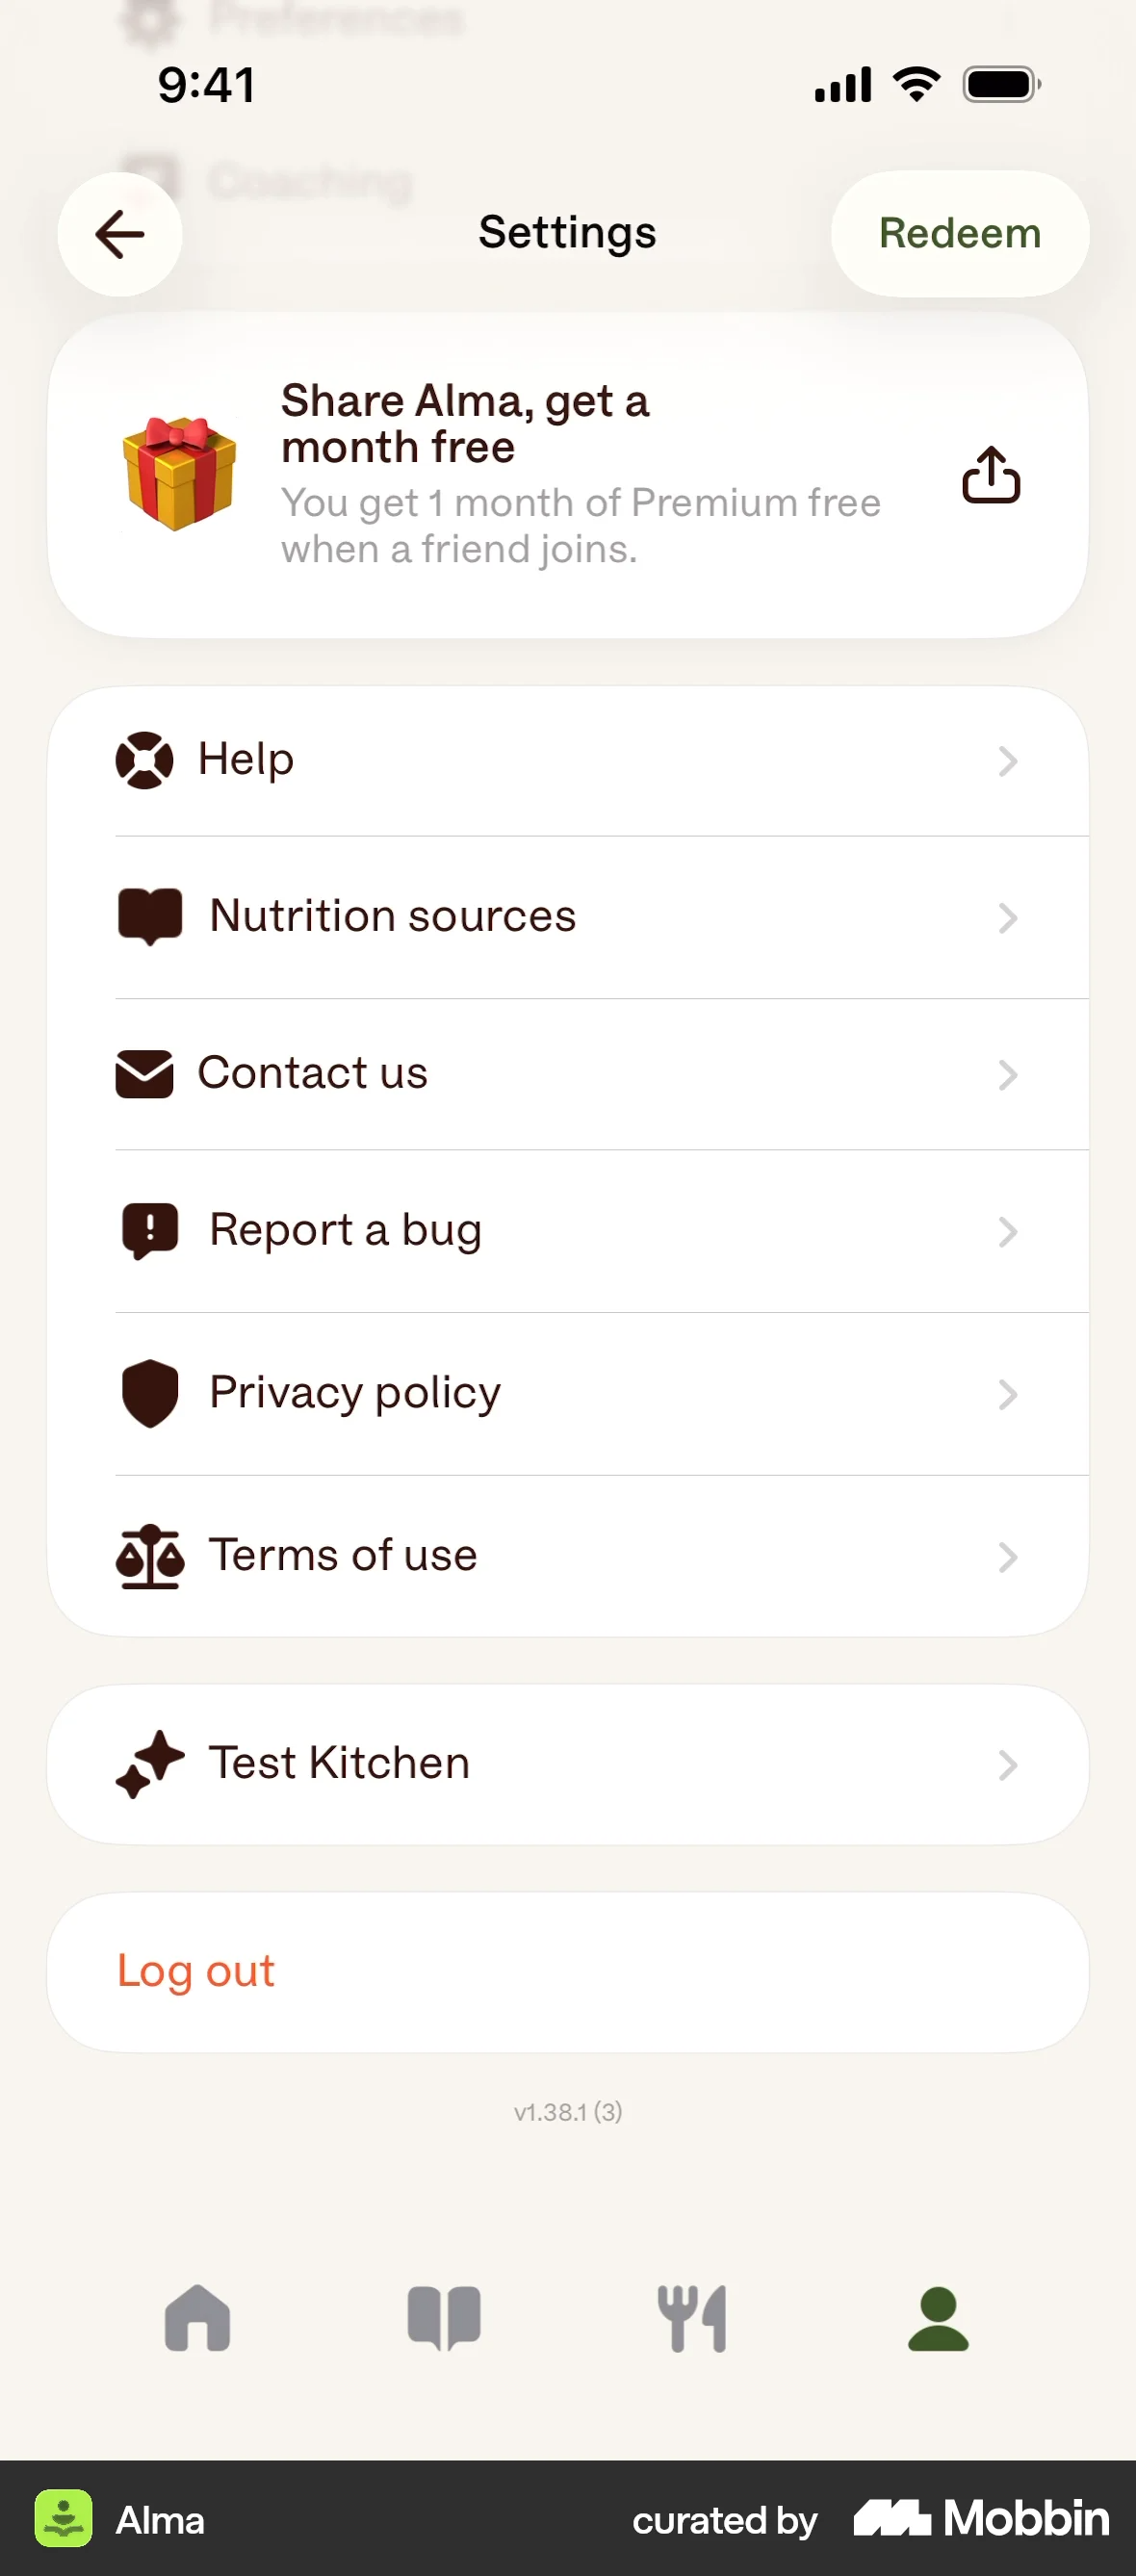 Preferences
9:41
Coaching
Settings
Redeem
Share Alma, get a
month free
You get 1 month of Premium free
when a friend joins.
Help
Nutrition sources
Contact us
Report a bug
Privacy policy
Terms of use
Test Kitchen
Log out
v1.38.1 (3)
Alma
curated by Mobbin